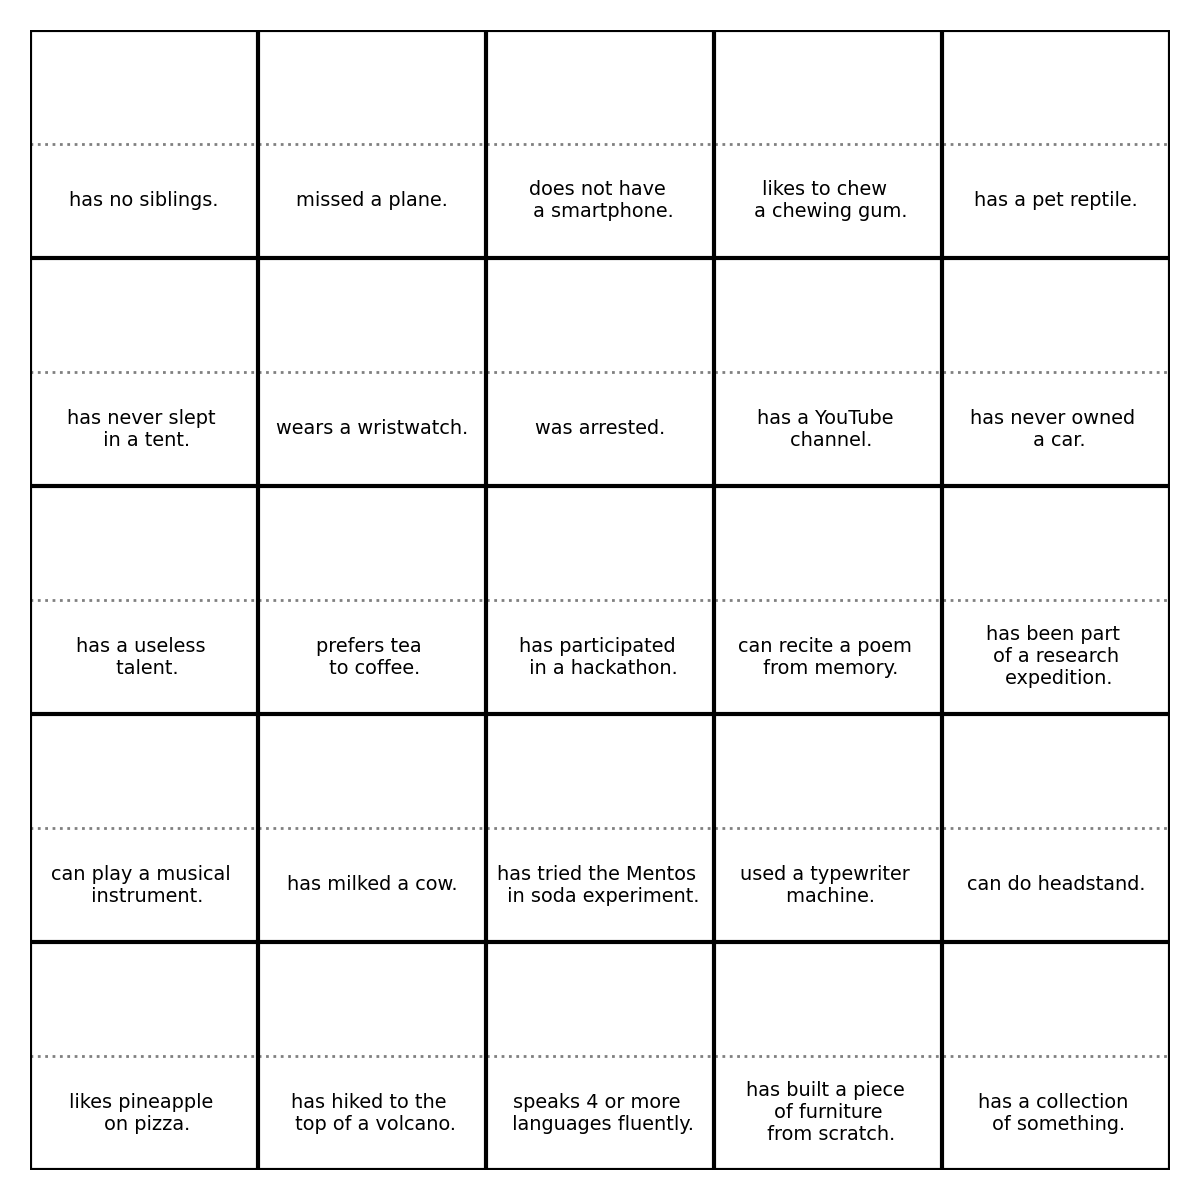 has no siblings.
missed a plane.
does not have
a smartphone.
likes to chew
a chewing gum.
has a pet reptile.
has never slept
in a tent.
wears a wristwatch.
was arrested.
has a YouTube
channel.
has never owned
a car.
has a useless
talent.
prefers tea
to coffee.
has participated
in a hackathon.
can recite a poem
from memory.
has been part
of a research
expedition.
can play a musical
instrument.
has milked a cow.
has tried the Mentos
in soda experiment.
used a typewriter
machine.
can do headstand.
likes pineapple
on pizza.
has hiked to the
top of a volcano.
speaks 4 or more
languages fluently.
has built a piece
of furniture
from scratch.
has a collection
of something.